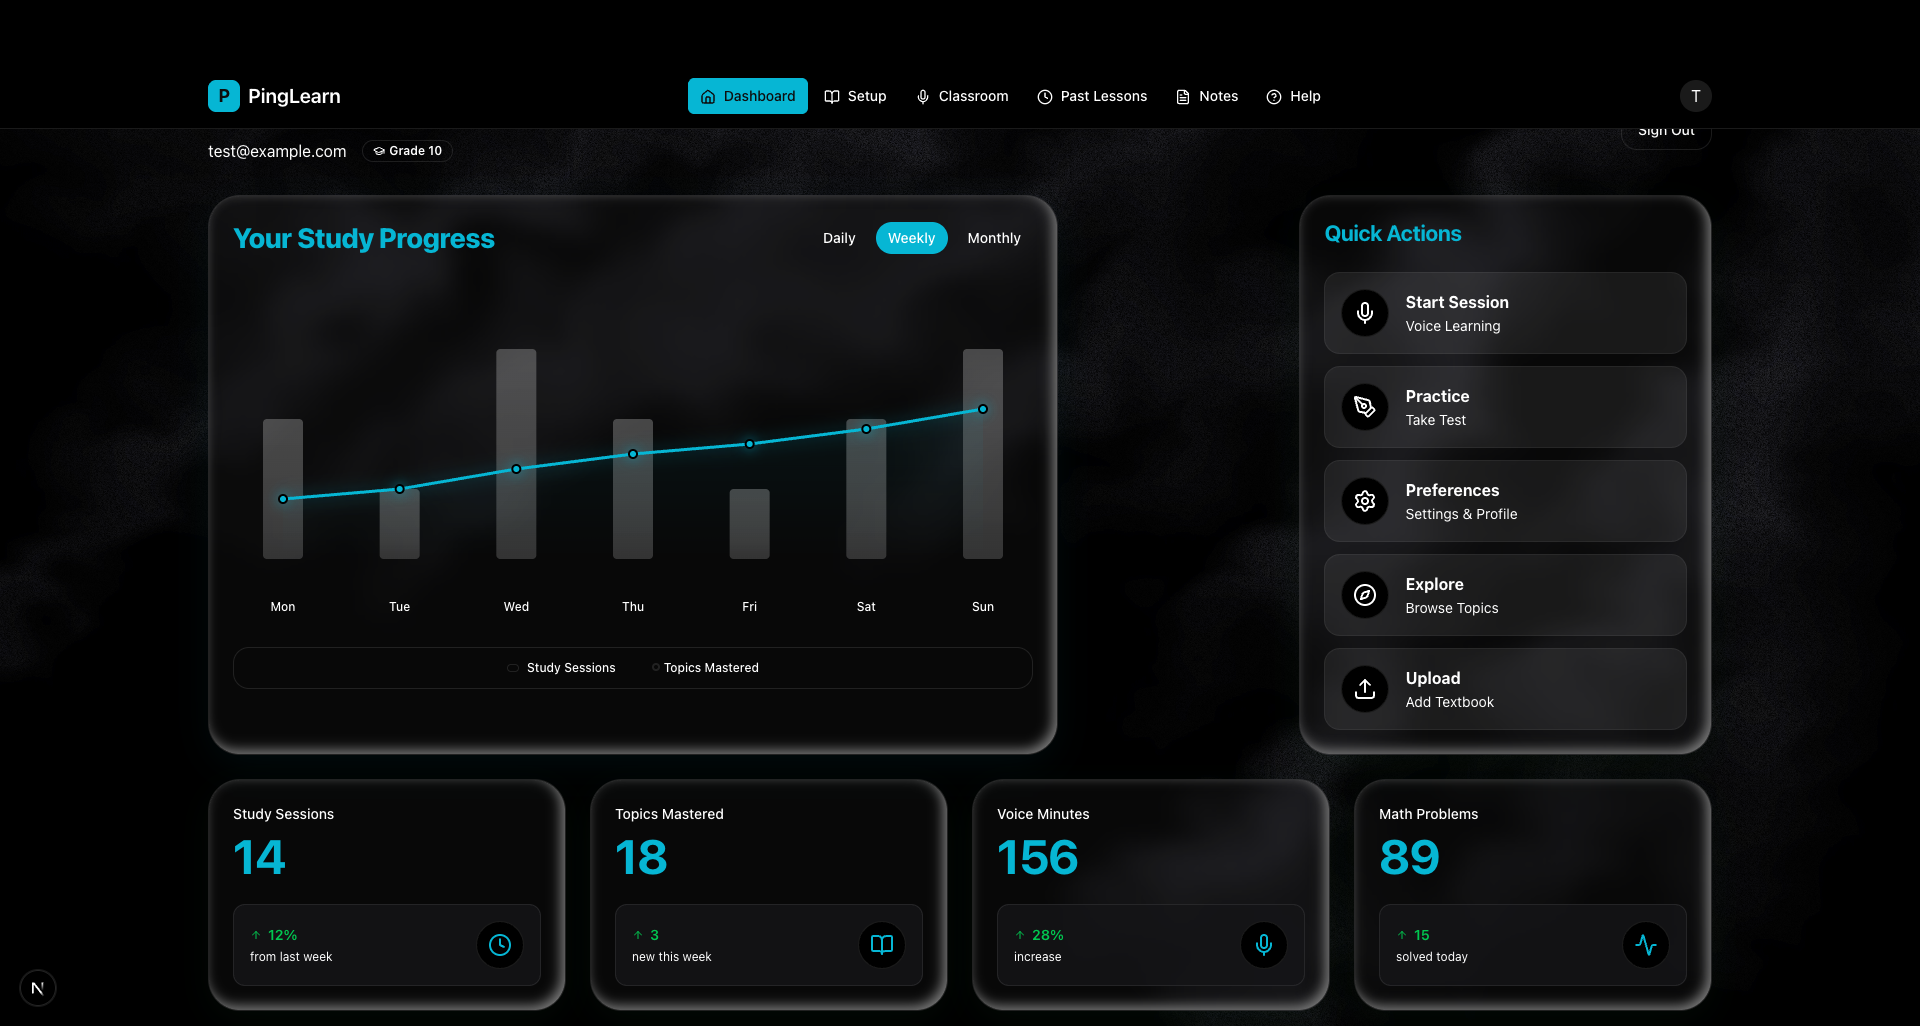 P PingLearn
Dashboard
Setup
Classroom
Past Lessons
Notes
Help
T
test@example.com
Grade 10
Sign Out
Your Study Progress
Daily
Weekly
Monthly
Mon
Tue
Wed
Thu
Fri
Sat
Sun
Study Sessions
Topics Mastered
Quick Actions
Start Session
Voice Learning
Practice
Take Test
Preferences
Settings & Profile
Explore
Browse Topics
Upload
Add Textbook
Study Sessions
14
↑ 12%
from last week
Topics Mastered
18
↑ 3
new this week
Voice Minutes
156
↑ 28%
increase
Math Problems
89
↑ 15
solved today
N